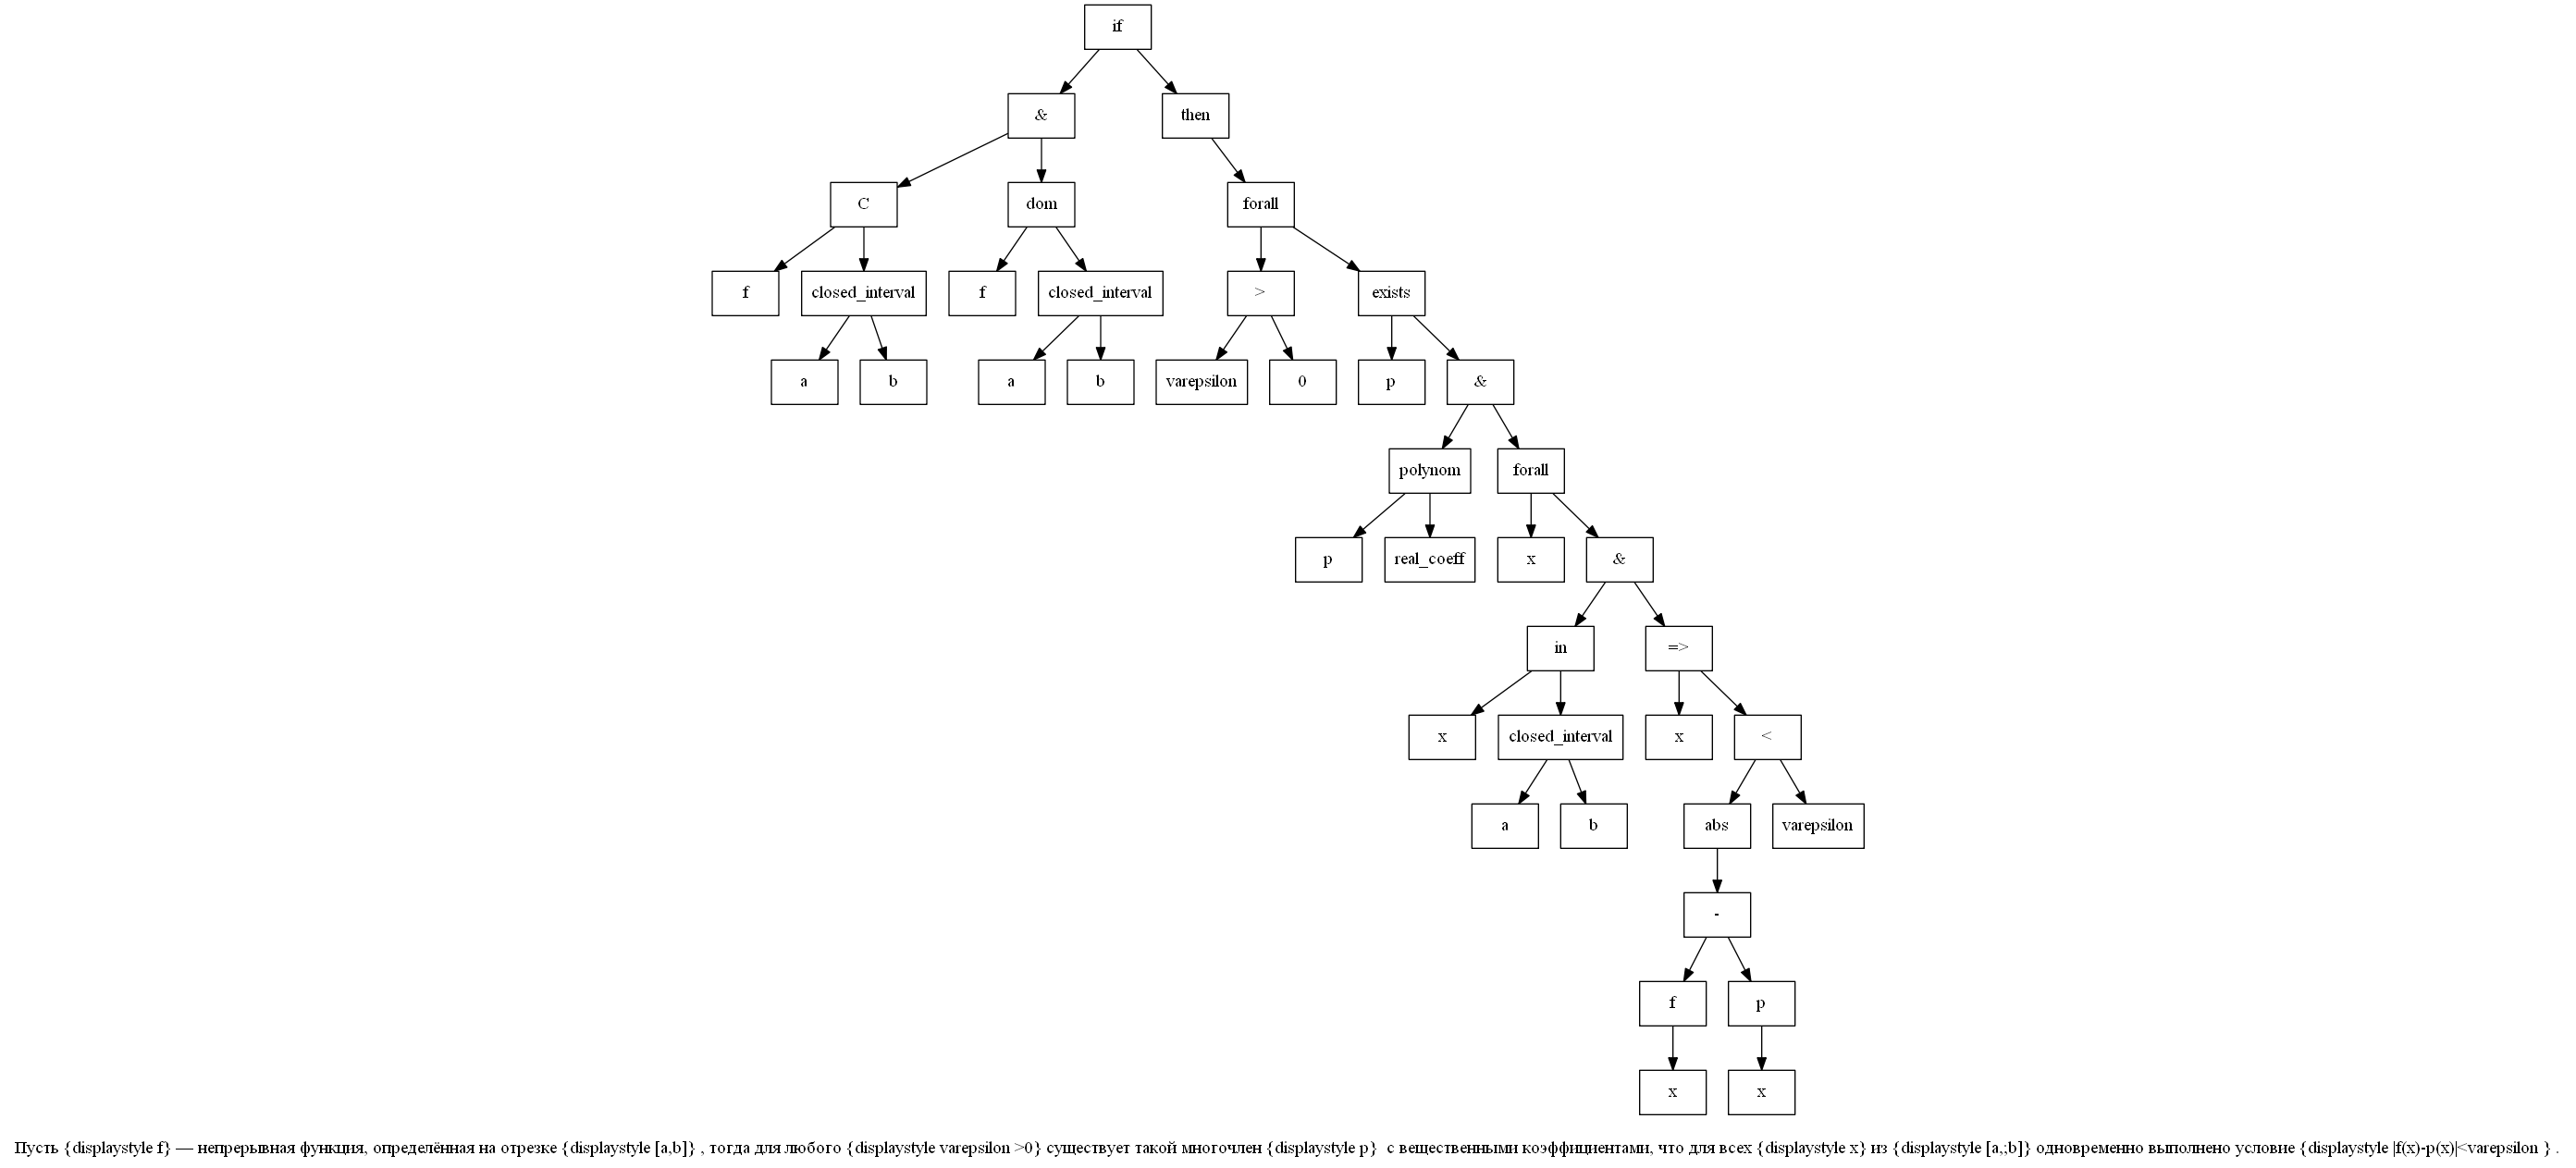 if
& then
C dom forall
f closed_interval f closed_interval > exists
a b a b varepsilon 0 p &
polynom forall
p real_coeff x &
in =>
x closed_interval x <
a b abs varepsilon
-
f p
x x
Пусть {displaystyle f} — непрерывная функция, определённая на отрезке {displaystyle [a,b]} , тогда для любого {displaystyle varepsilon >0} существует такой многочлен {displaystyle p}  с вещественными коэффициентами, что для всех {displaystyle x} из {displaystyle [a,;b]} одновременно выполнено условие {displaystyle |f(x)-p(x)|<varepsilon } .